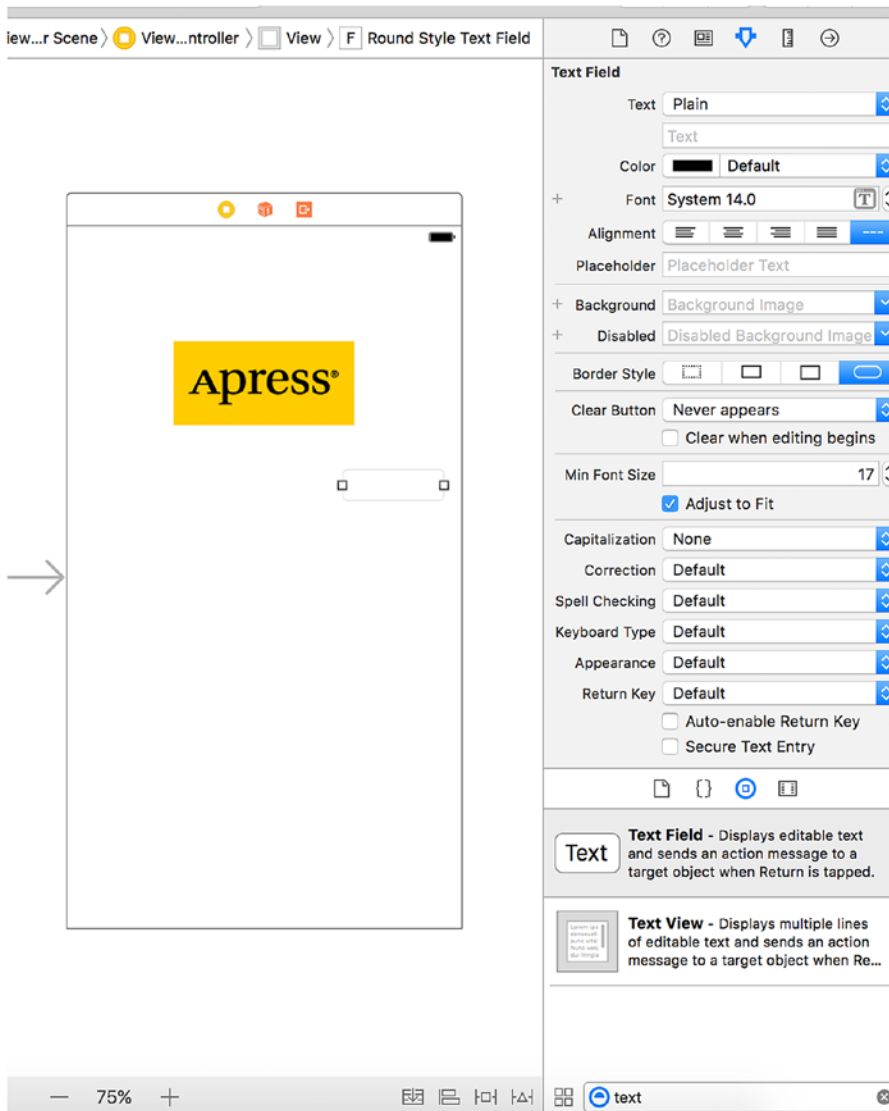 iew...r Scene View...ntroller View F Round Style Text Field
Text Field
Text Plain
Text
Color Default
+ Font System 14.0 T
Alignment ---
Placeholder Placeholder Text
+ Background Background Image
+ Disabled Disabled Background Image
Border Style
Clear Button Never appears
Clear when editing begins
Min Font Size 17
Adjust to Fit
Capitalization None
Correction Default
Spell Checking Default
Keyboard Type Default
Appearance Default
Return Key Default
Auto-enable Return Key
Secure Text Entry
Apress®
{}
Text
Text Field - Displays editable text
and sends an action message to a
target object when Return is tapped.
Text View - Displays multiple lines
of editable text and sends an action
message to a target object when Re...
— 75% +
text